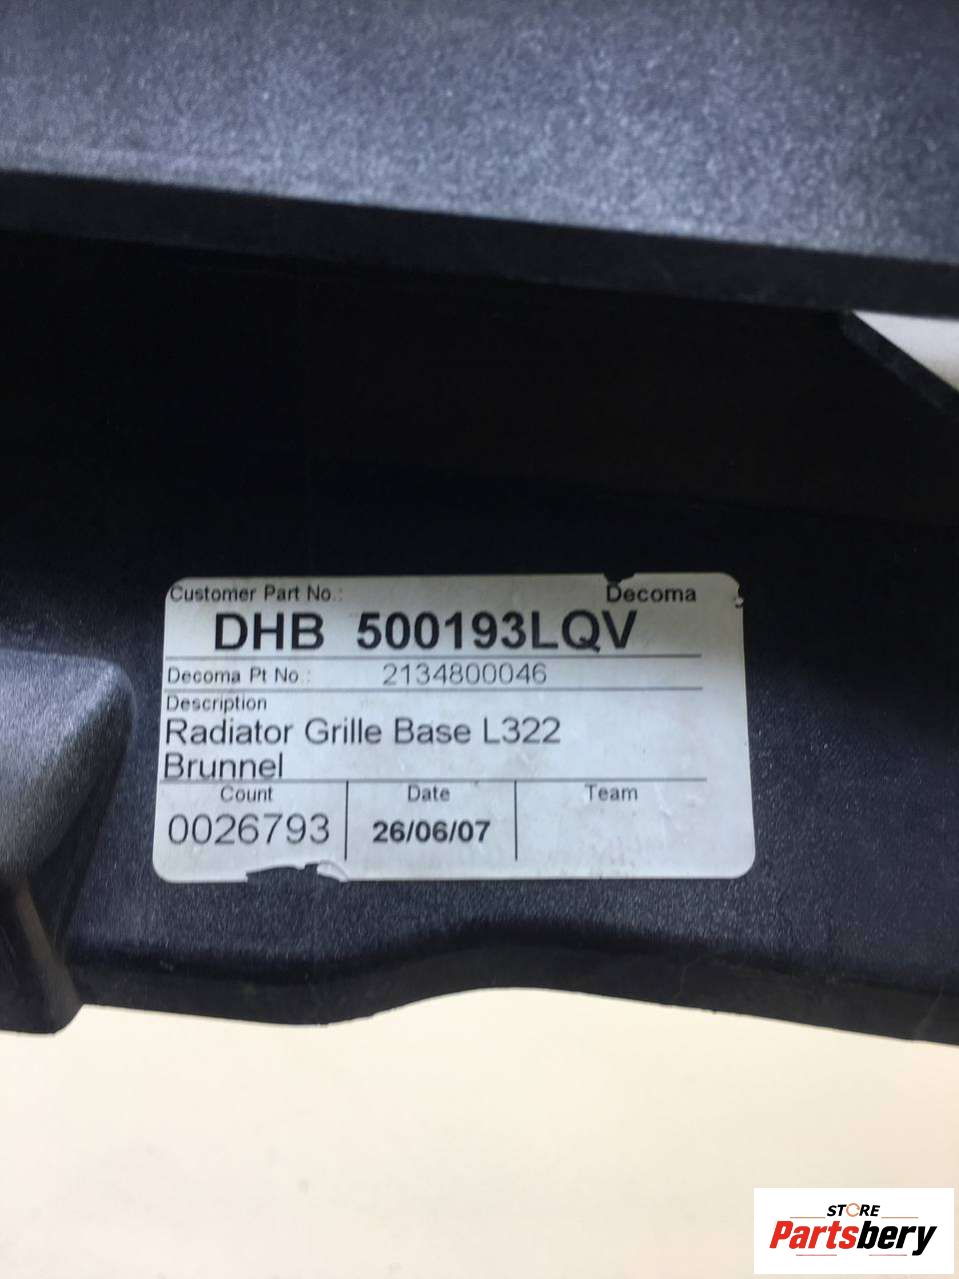 Customer Part No.: Decoma
DHB 500193LQV
Decoma Pt No.: 2134800046
Description
Radiator Grille Base L322
Brunnel
Count Date Team
0026793 26/06/07
STORE
Partsbery